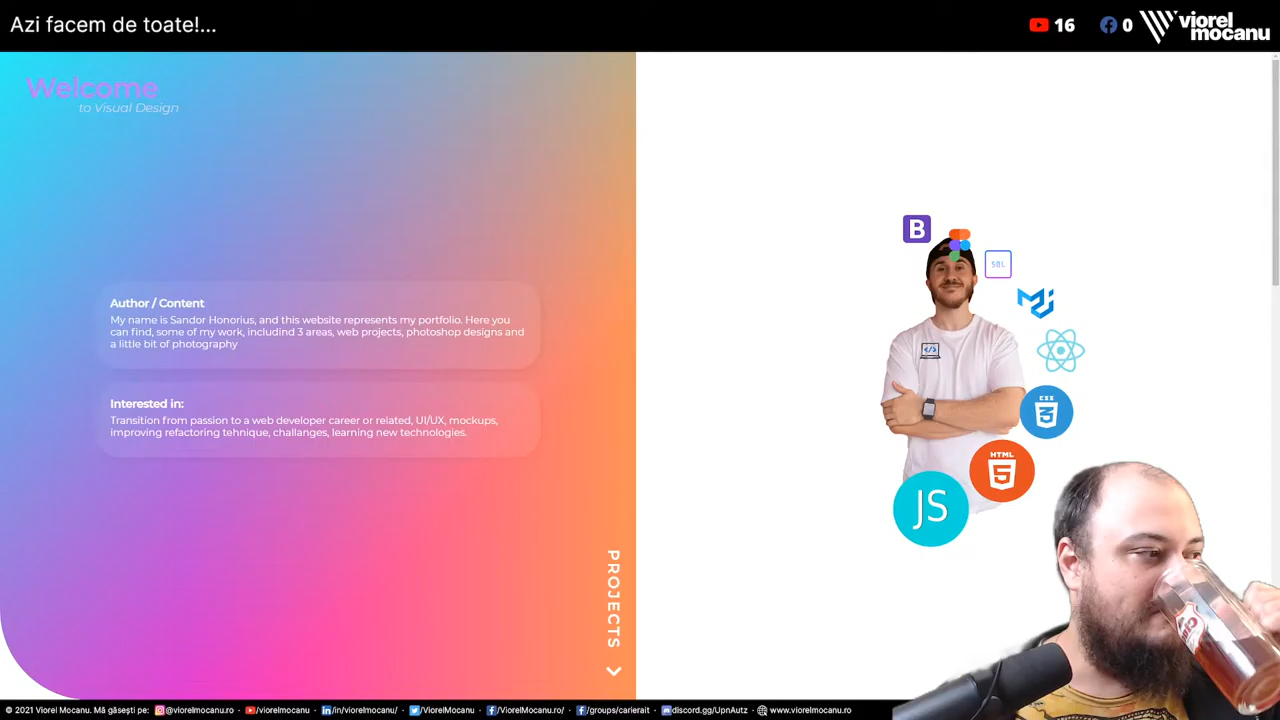 Azi facem de toate!...
16
0
viorel
mocanu
Welcome
to Visual Design
Author / Content
My name is Sandor Honorius, and this website represents my portfolio. Here you
can find, some of my work, includind 3 areas, web projects, photoshop designs and
a little bit of photography
Interested in:
Transition from passion to a web developer career or related, UI/UX, mockups,
improving refactoring tehnique, challanges, learning new technologies.
PROJECTS
B
</>
CSS
3
HTML
5
JS
© 2021 Viorel Mocanu. Mă găsești pe: @viorelmocanu.ro - /viorelmocanu - /in/viorelmocanu/ - /ViorelMocanu - /ViorelMocanu.ro/ - /groups/carierait - discord.gg/UpnAutz - www.viorelmocanu.ro